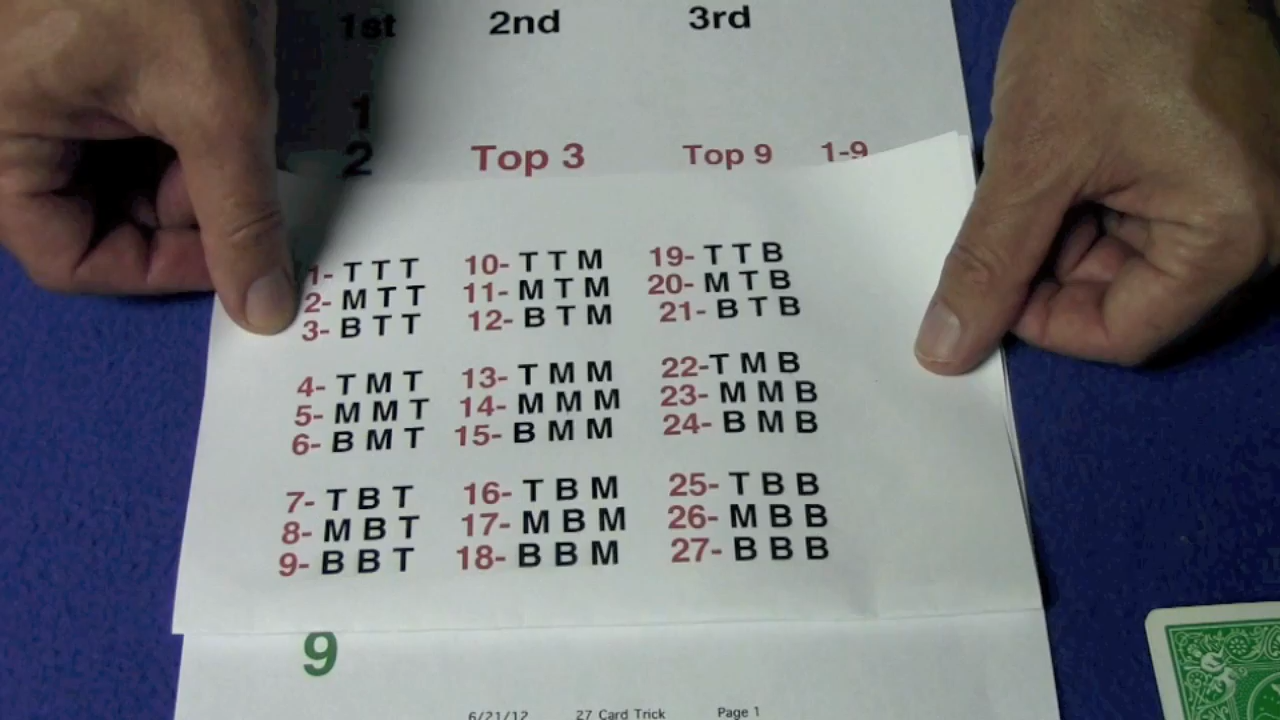 1st 2nd 3rd
1
2 Top 3 Top 9 1-9
1- T T T 10- T T M 19- T T B
2- M T T 11- M T M 20- M T B
3- B T T 12- B T M 21- B T B
4- T M T 13- T M M 22- T M B
5- M M T 14- M M M 23- M M B
6- B M T 15- B M M 24- B M B
7- T B T 16- T B M 25- T B B
8- M B T 17- M B M 26- M B B
9- B B T 18- B B M 27- B B B
9
6/21/12 27 Card Trick Page 1